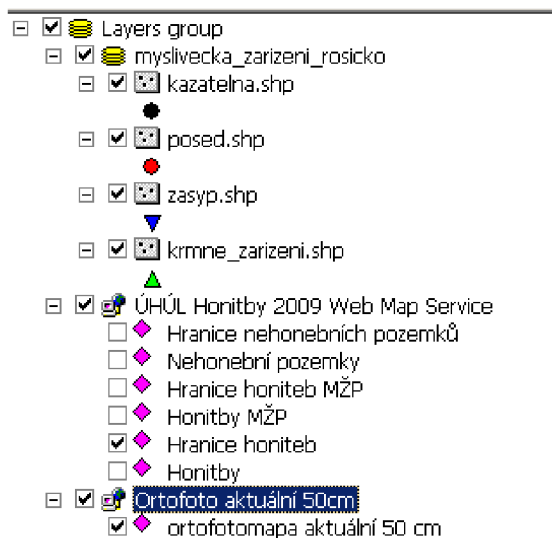 Layers group
myslivecka_zarizeni_rosicko
kazatelna.shp
posed.shp
zasyp.shp
krmne_zarizeni.shp
ÚHÚL Honitby 2009 Web Map Service
Hranice nehonebních pozemků
Nehonební pozemky
Hranice honiteb MŽP
Honitby MŽP
Hranice honiteb
Honitby
Ortofoto aktuální 50cm
ortofotomapa aktuální 50 cm